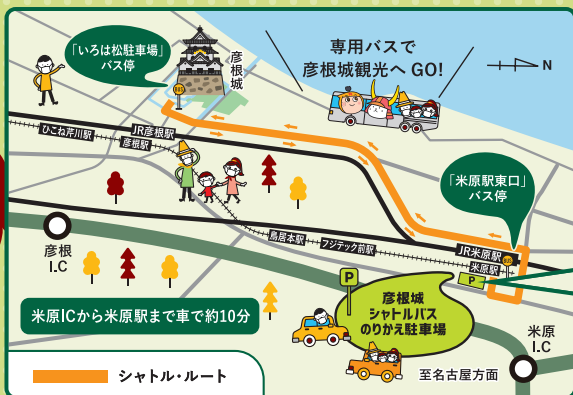 「いろは松駐車場」
バス停
BUS
彦根城
専用バスで
彦根城観光へ GO!
N
ひこね芹川駅
JR彦根駅
彦根駅
「米原駅東口」
バス停
鳥居本駅
フジテック前駅
JR米原駅
米原駅
BUS
P
彦根
I.C
P
彦根城
シャトルバス
のりかえ駐車場
米原ICから米原駅まで車で約10分
米原
I.C
シャトル・ルート
至名古屋方面